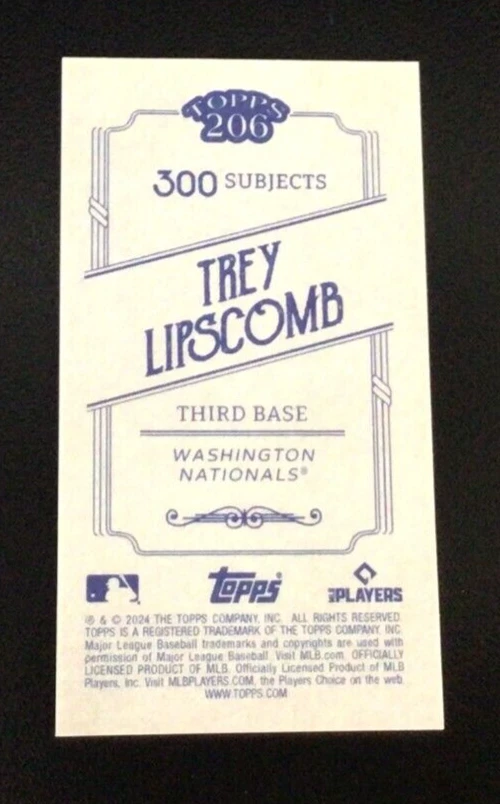 TOPPS
206
300 SUBJECTS
TREY
LIPSCOMB
THIRD BASE
WASHINGTON
NATIONALS®
topps®
MLB PLAYERS
® & © 2024 THE TOPPS COMPANY, INC. ALL RIGHTS RESERVED.
TOPPS IS A REGISTERED TRADEMARK OF THE TOPPS COMPANY, INC.
Major League Baseball trademarks and copyrights are used with
permission of Major League Baseball. Visit MLB.com. OFFICIALLY
LICENSED PRODUCT OF MLB. Officially Licensed Product of MLB
Players, Inc. Visit MLBPLAYERS.COM, the Players Choice on the web.
WWW.TOPPS.COM